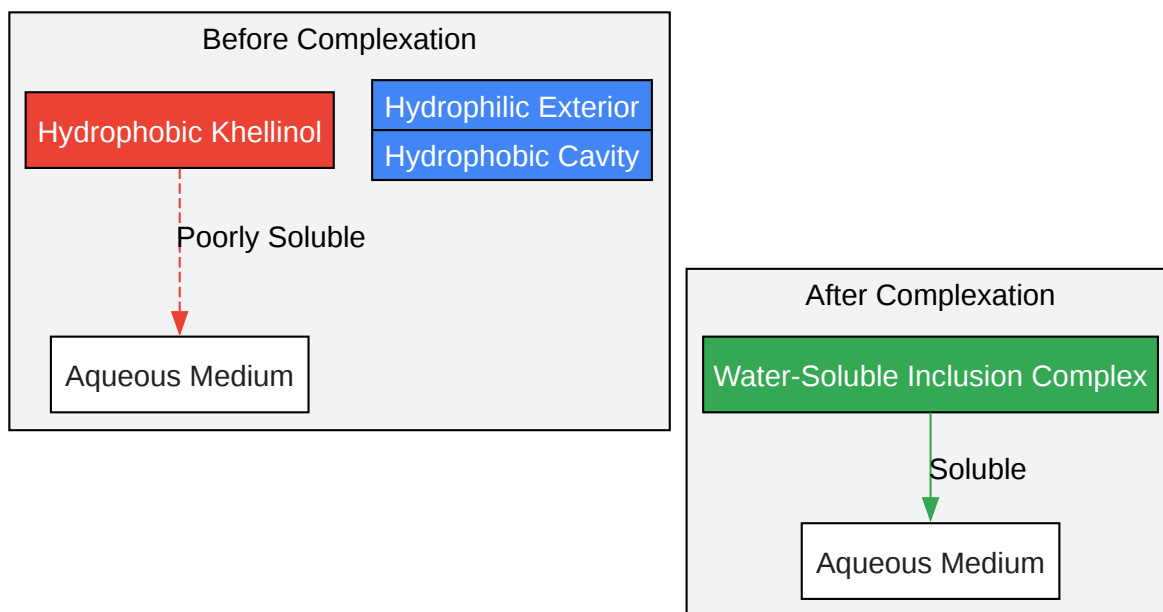 Before Complexation
Hydrophobic Khellinol
Hydrophilic Exterior
Hydrophobic Cavity
Poorly Soluble
Aqueous Medium
After Complexation
Water-Soluble Inclusion Complex
Soluble
Aqueous Medium